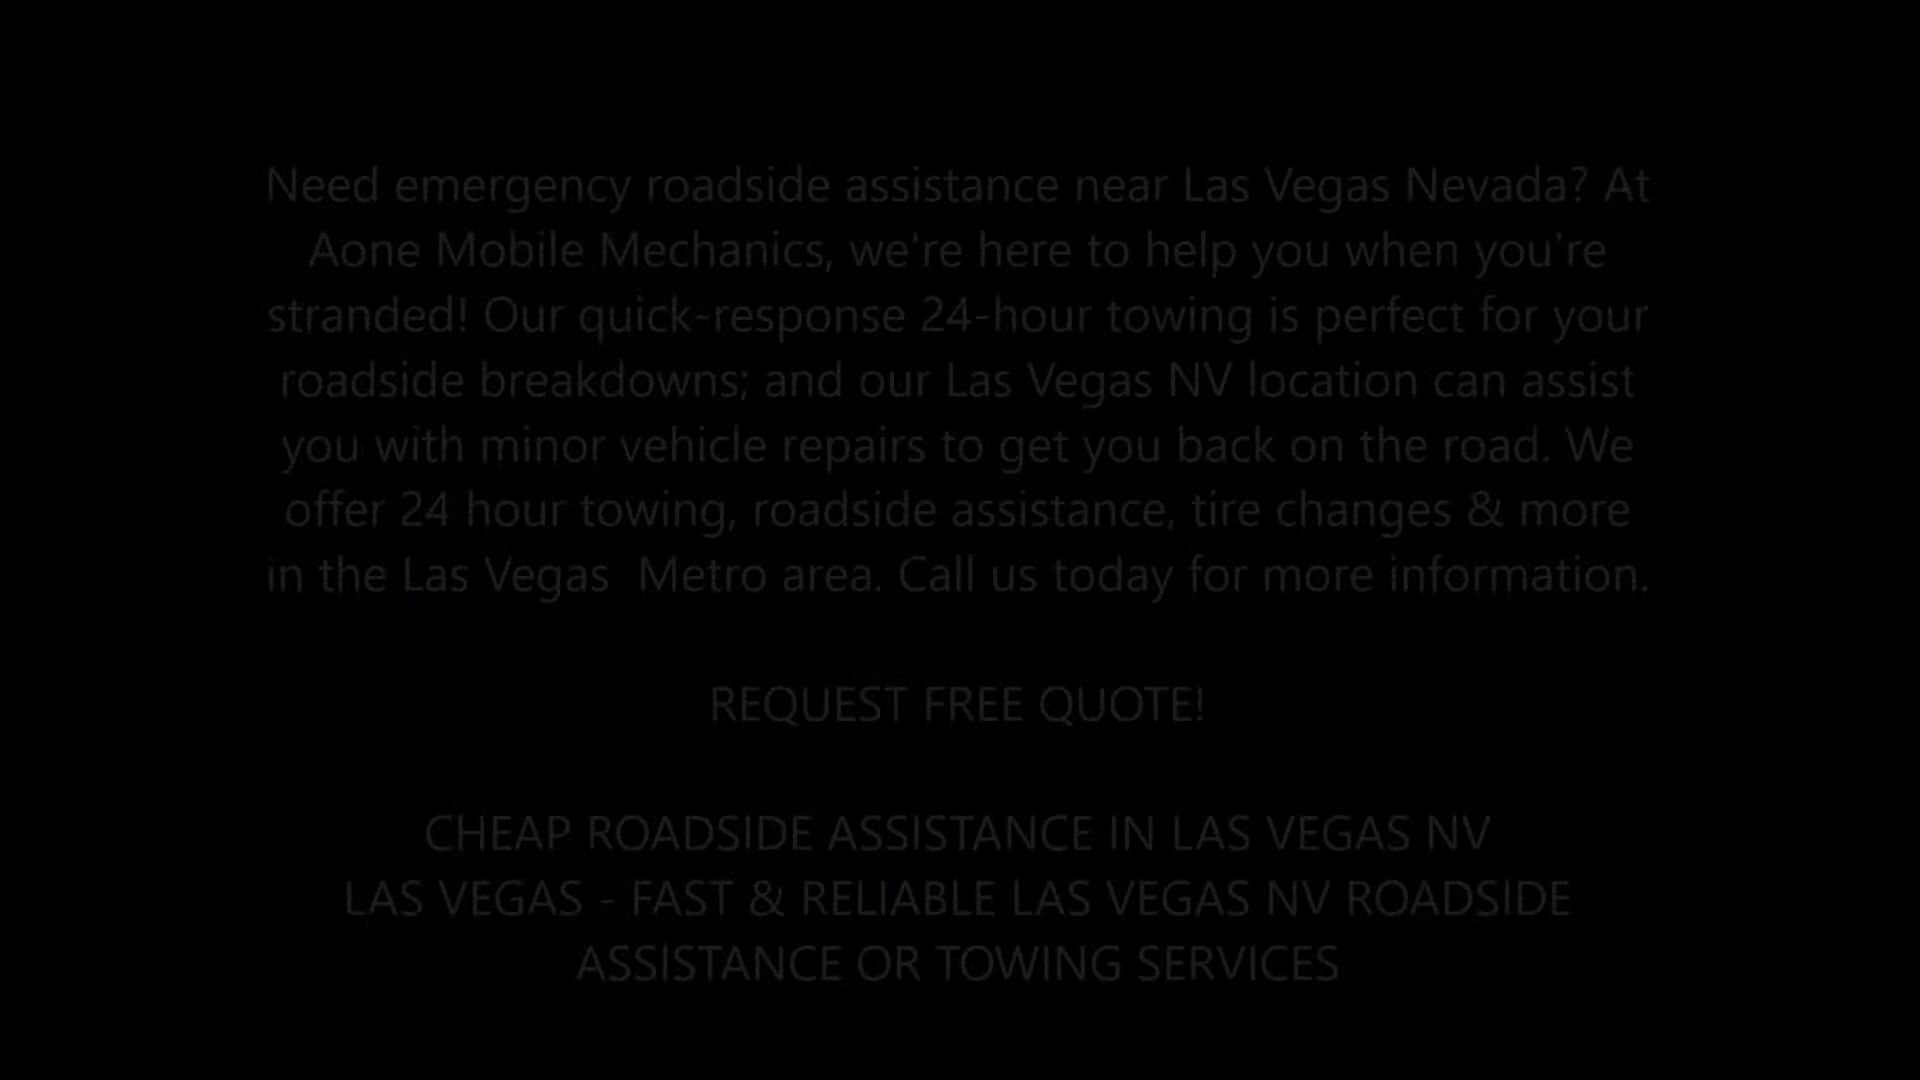 Need emergency roadside assistance near Las Vegas Nevada? At
Aone Mobile Mechanics, we're here to help you when you're
stranded! Our quick-response 24-hour towing is perfect for your
roadside breakdowns; and our Las Vegas NV location can assist
you with minor vehicle repairs to get you back on the road. We
offer 24 hour towing, roadside assistance, tire changes & more
in the Las Vegas  Metro area. Call us today for more information.
REQUEST FREE QUOTE!
CHEAP ROADSIDE ASSISTANCE IN LAS VEGAS NV
LAS VEGAS - FAST & RELIABLE LAS VEGAS NV ROADSIDE
ASSISTANCE OR TOWING SERVICES